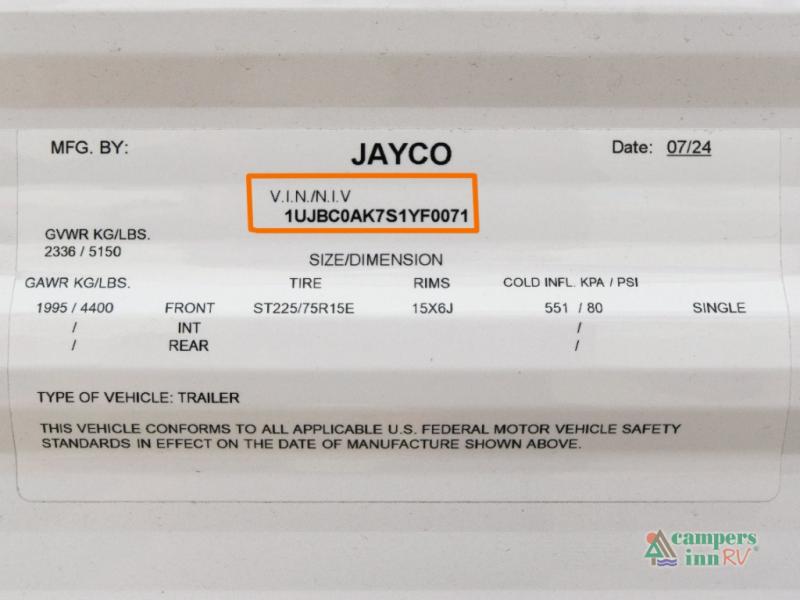 MFG. BY: JAYCO Date: 07/24
V.I.N./N.I.V
1UJBC0AK7S1YF0071
GVWR KG/LBS.
2336 / 5150
SIZE/DIMENSION
GAWR KG/LBS. TIRE RIMS COLD INFL. KPA / PSI
1995 / 4400 FRONT ST225/75R15E 15X6J 551 / 80 SINGLE
/ INT /
/ REAR /
TYPE OF VEHICLE: TRAILER
THIS VEHICLE CONFORMS TO ALL APPLICABLE U.S. FEDERAL MOTOR VEHICLE SAFETY
STANDARDS IN EFFECT ON THE DATE OF MANUFACTURE SHOWN ABOVE.
campers
inn RV®